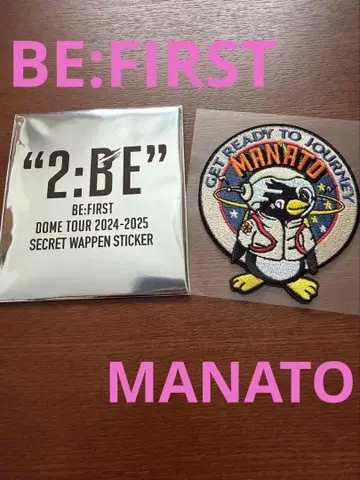 BE:FIRST
"2:BE"
BE:FIRST
DOME TOUR 2024-2025
SECRET WAPPEN STICKER
GET READY TO JOURNEY
MANATO
MANATO